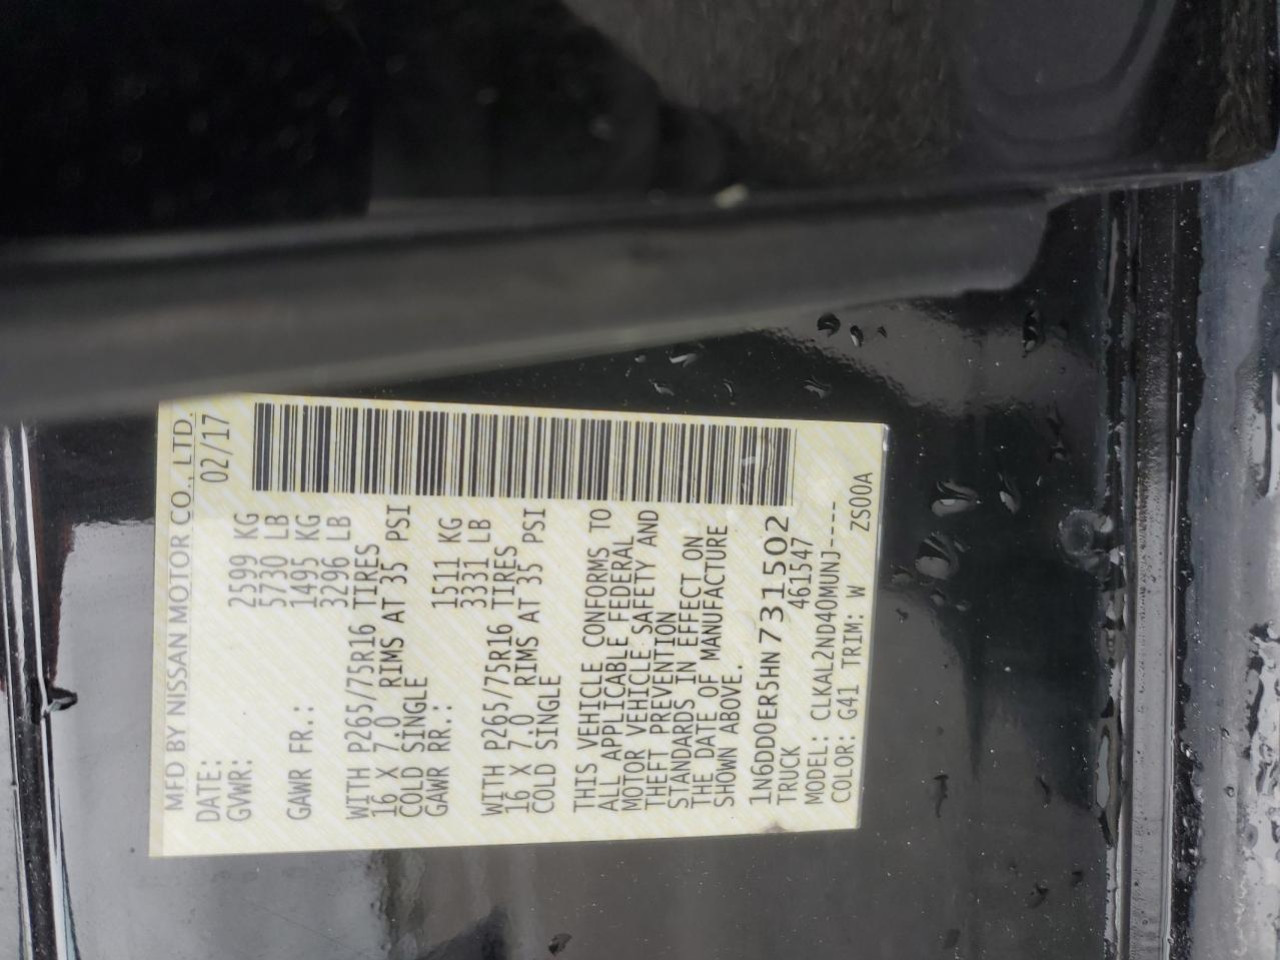 MFD BY NISSAN MOTOR CO., LTD.
DATE: 02/17
GVWR: 2599 KG
5730 LB
GAWR FR.: 1495 KG
3296 LB
WITH P265/75R16 TIRES
16 X 7.0 RIMS AT 35 PSI
COLD SINGLE
GAWR RR.: 1511 KG
3331 LB
WITH P265/75R16 TIRES
16 X 7.0 RIMS AT 35 PSI
COLD SINGLE
THIS VEHICLE CONFORMS TO
ALL APPLICABLE FEDERAL
MOTOR VEHICLE SAFETY AND
THEFT PREVENTION
STANDARDS IN EFFECT ON
THE DATE OF MANUFACTURE
SHOWN ABOVE.
1N6DD0ER5HN731502
TRUCK 461547
MODEL: CLKAL2ND40MUNJ-----
COLOR: G41 TRIM: W ZS00A